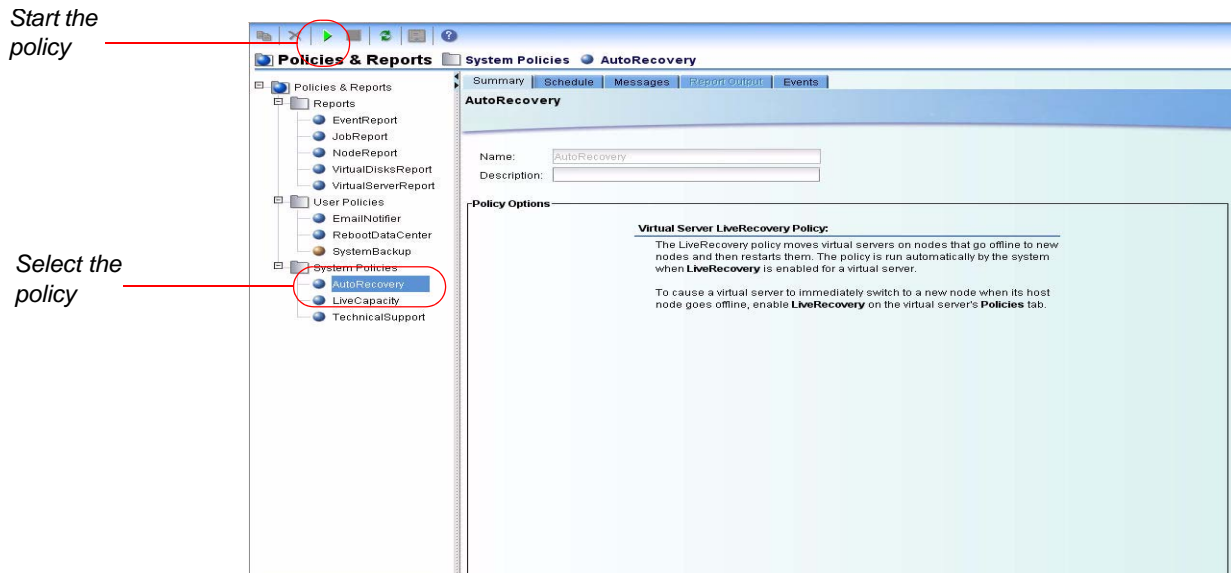 Start the
policy
Policies & Reports System Policies AutoRecovery
Select the
policy
Policies & Reports
Reports
EventReport
JobReport
NodeReport
VirtualDisksReport
VirtualServerReport
User Policies
EmailNotifier
RebootDataCenter
SystemBackup
System Policies
AutoRecovery
LiveCapacity
TechnicalSupport
Summary Schedule Messages Report Output Events
AutoRecovery
Name: AutoRecovery
Description:
Policy Options
Virtual Server LiveRecovery Policy:
The LiveRecovery policy moves virtual servers on nodes that go offline to new
nodes and then restarts them. The policy is run automatically by the system
when LiveRecovery is enabled for a virtual server.
To cause a virtual server to immediately switch to a new node when its host
node goes offline, enable LiveRecovery on the virtual server's Policies tab.